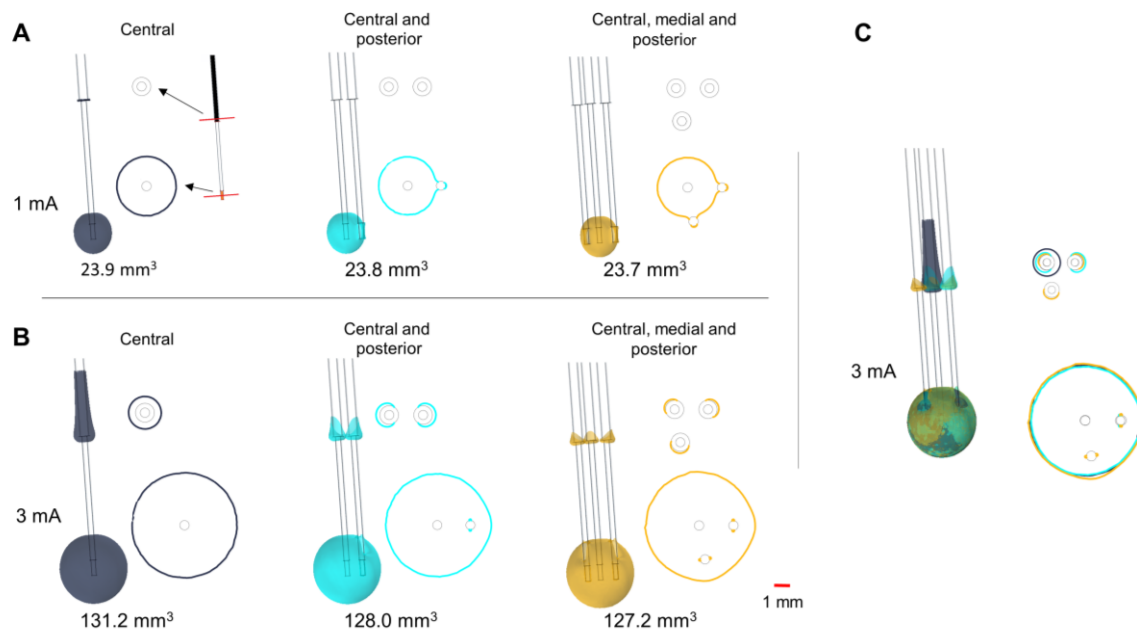 A
Central
Central and
posterior
Central, medial and
posterior
1 mA
23.9 mm³
23.8 mm³
23.7 mm³
B
Central
Central and
posterior
Central, medial and
posterior
3 mA
131.2 mm³
128.0 mm³
127.2 mm³
1 mm
C
3 mA